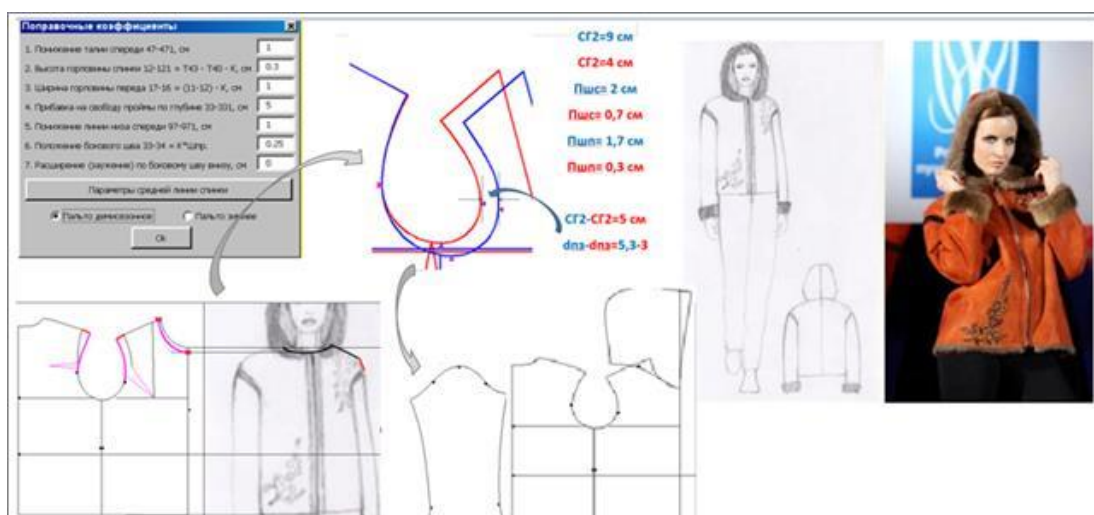 Поправочные коэффициенты
1. Понижение талии спереди 47-471, см
1
2. Высота горловины спинки 12-121 = Т43 - Т40 - К, см
0.3
3. Ширина горловины переда 17-16 = (11-12) - К, см
1
4. Прибавка на свободу проймы по глубине 33-331, см
5
5. Понижение линии низа спереди 97-971, см
1
6. Положение бокового шва 33-34 = К*Шпр.
0.25
7. Расширение (заужение) по боковому шву внизу, см
0
Параметры средней линии спинки
Пальто демисезонное
Пальто зимнее
Ok
СГ2=9 см
СГ2=4 см
Пшс= 2 см
Пшс= 0,7 см
Пшп= 1,7 см
Пшп= 0,3 см
СГ2-СГ2=5 см
dпз-dпз=5,3-3